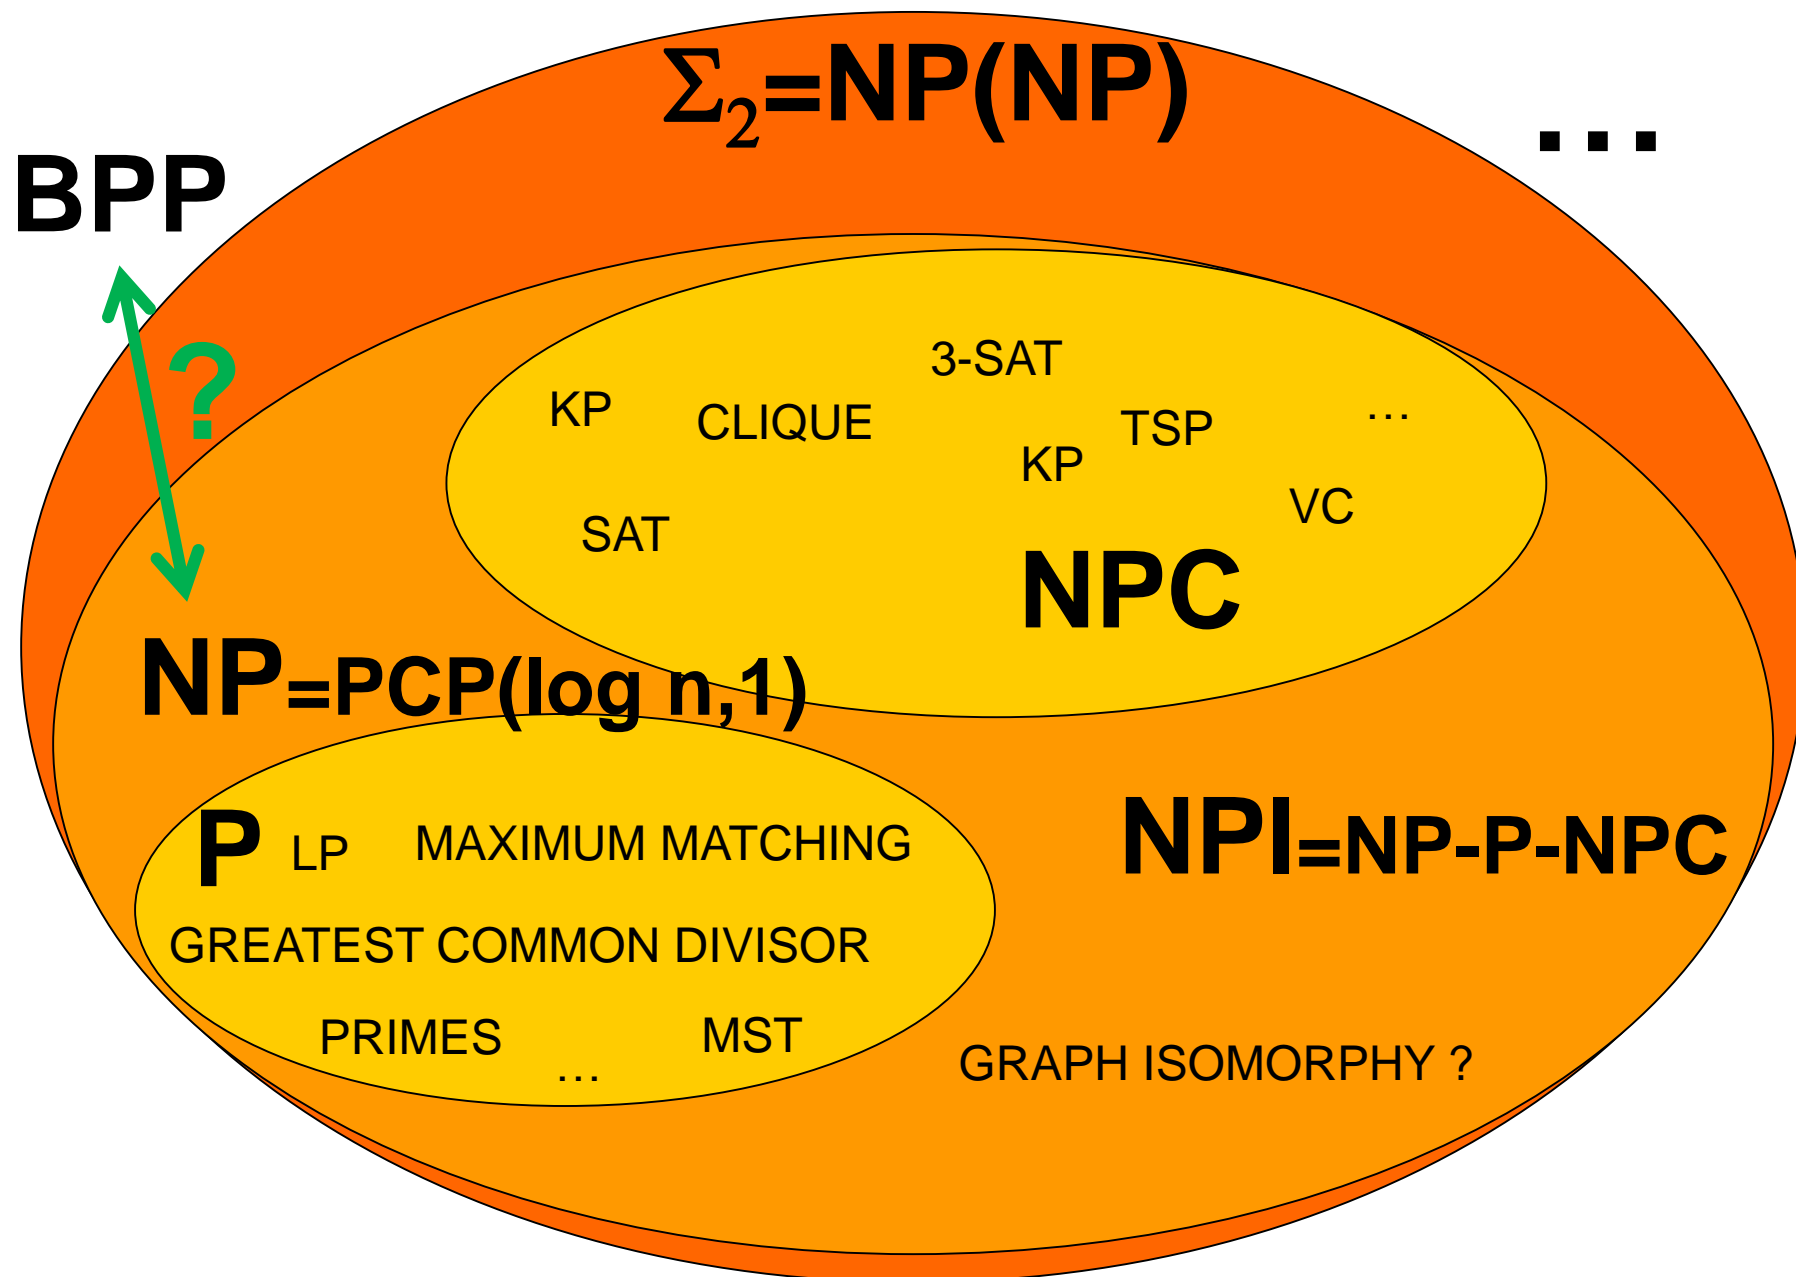 Σ₂=NP(NP)
...
BPP
?
3-SAT
KP
CLIQUE
TSP
...
KP
VC
SAT
NPC
NP=PCP(log n,1)
P LP MAXIMUM MATCHING
NPI=NP-P-NPC
GREATEST COMMON DIVISOR
PRIMES
MST
...
GRAPH ISOMORPHY ?